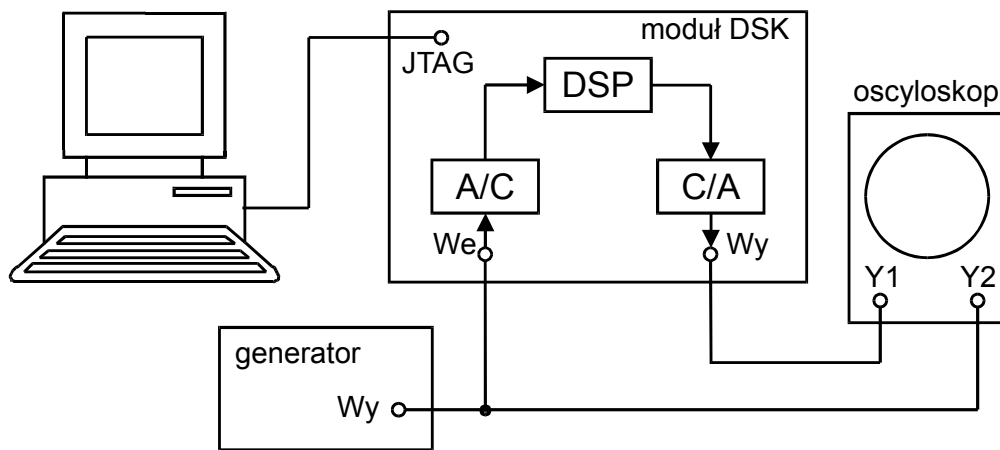 moduł DSK
JTAG
DSP
oscyloskop
A/C
C/A
We
Wy
Y1
Y2
generator
Wy